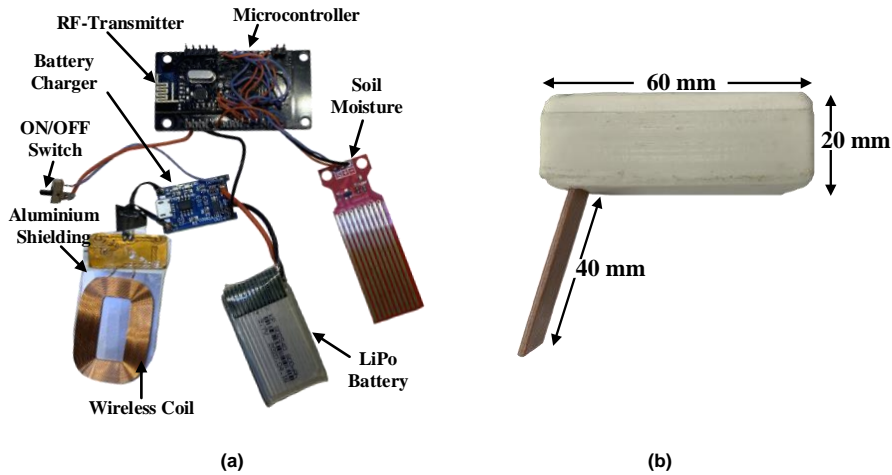 Microcontroller
RF-Transmitter
Battery
Charger
Soil
Moisture
ON/OFF
Switch
Aluminium
Shielding
LiPo
Battery
Wireless Coil
60 mm
20 mm
40 mm
(a)
(b)